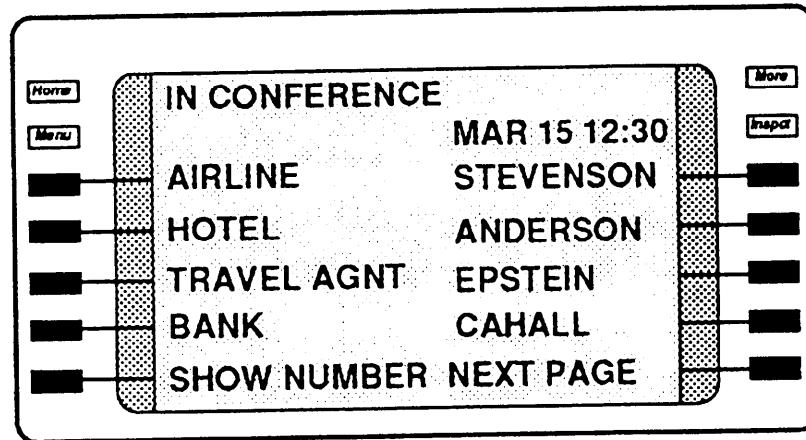 Home
More
IN CONFERENCE
Menu
Inspct
MAR 15 12:30
AIRLINE STEVENSON
HOTEL ANDERSON
TRAVEL AGNT EPSTEIN
BANK CAHALL
SHOW NUMBER NEXT PAGE